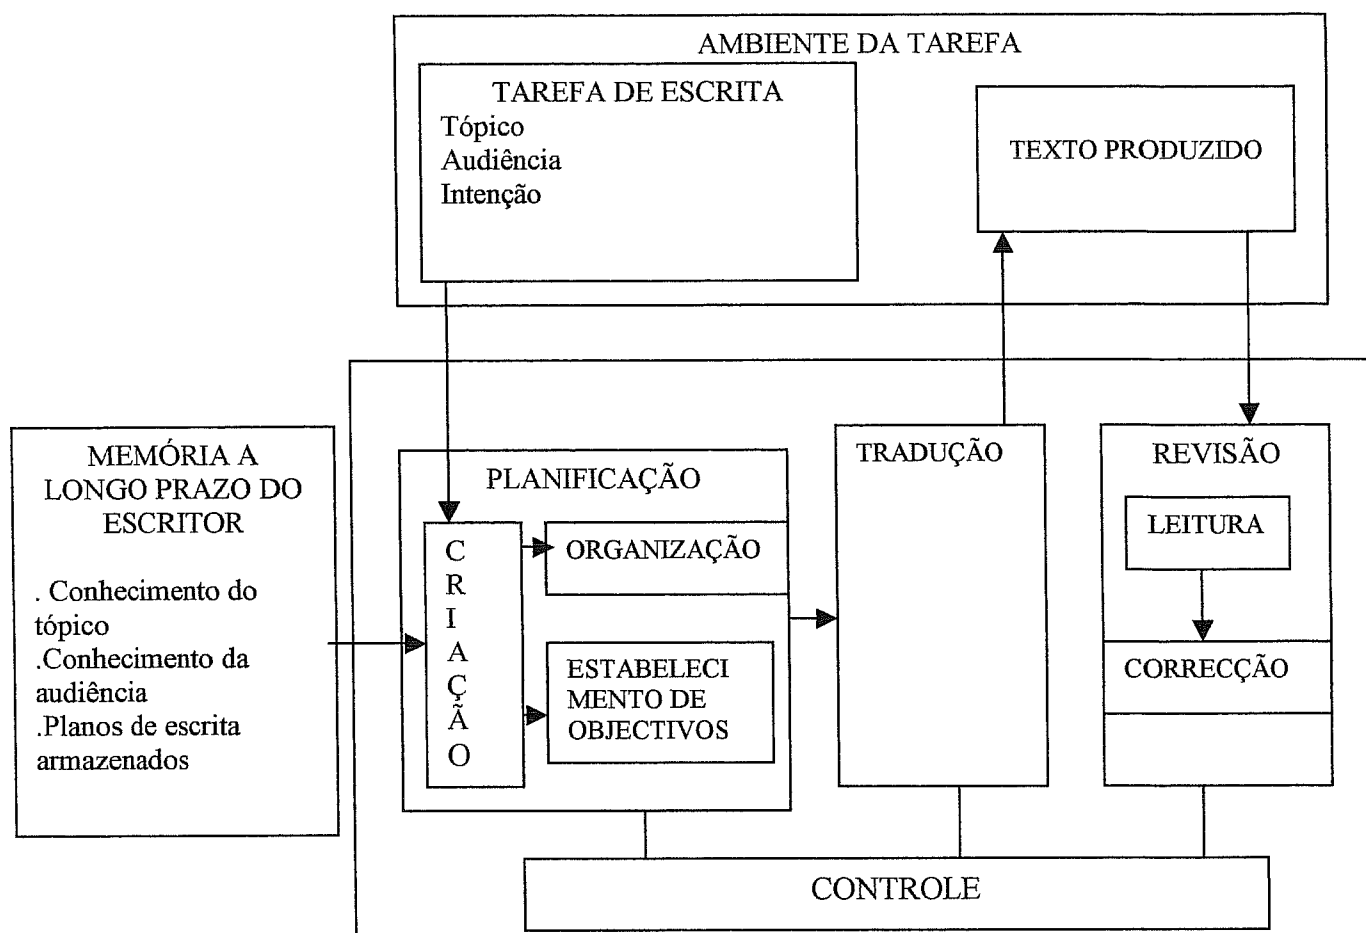 AMBIENTE DA TAREFA
TAREFA DE ESCRITA
Tópico
Audiência
Intenção
TEXTO PRODUZIDO
MEMÓRIA A
LONGO PRAZO DO
ESCRITOR
. Conhecimento do
tópico
.Conhecimento da
audiência
.Planos de escrita
armazenados
PLANIFICAÇÃO
C
R
I
A
Ç
Ã
O
ORGANIZAÇÃO
ESTABELECI
MENTO DE
OBJECTIVOS
TRADUÇÃO
REVISÃO
LEITURA
CORRECÇÃO
CONTROLE